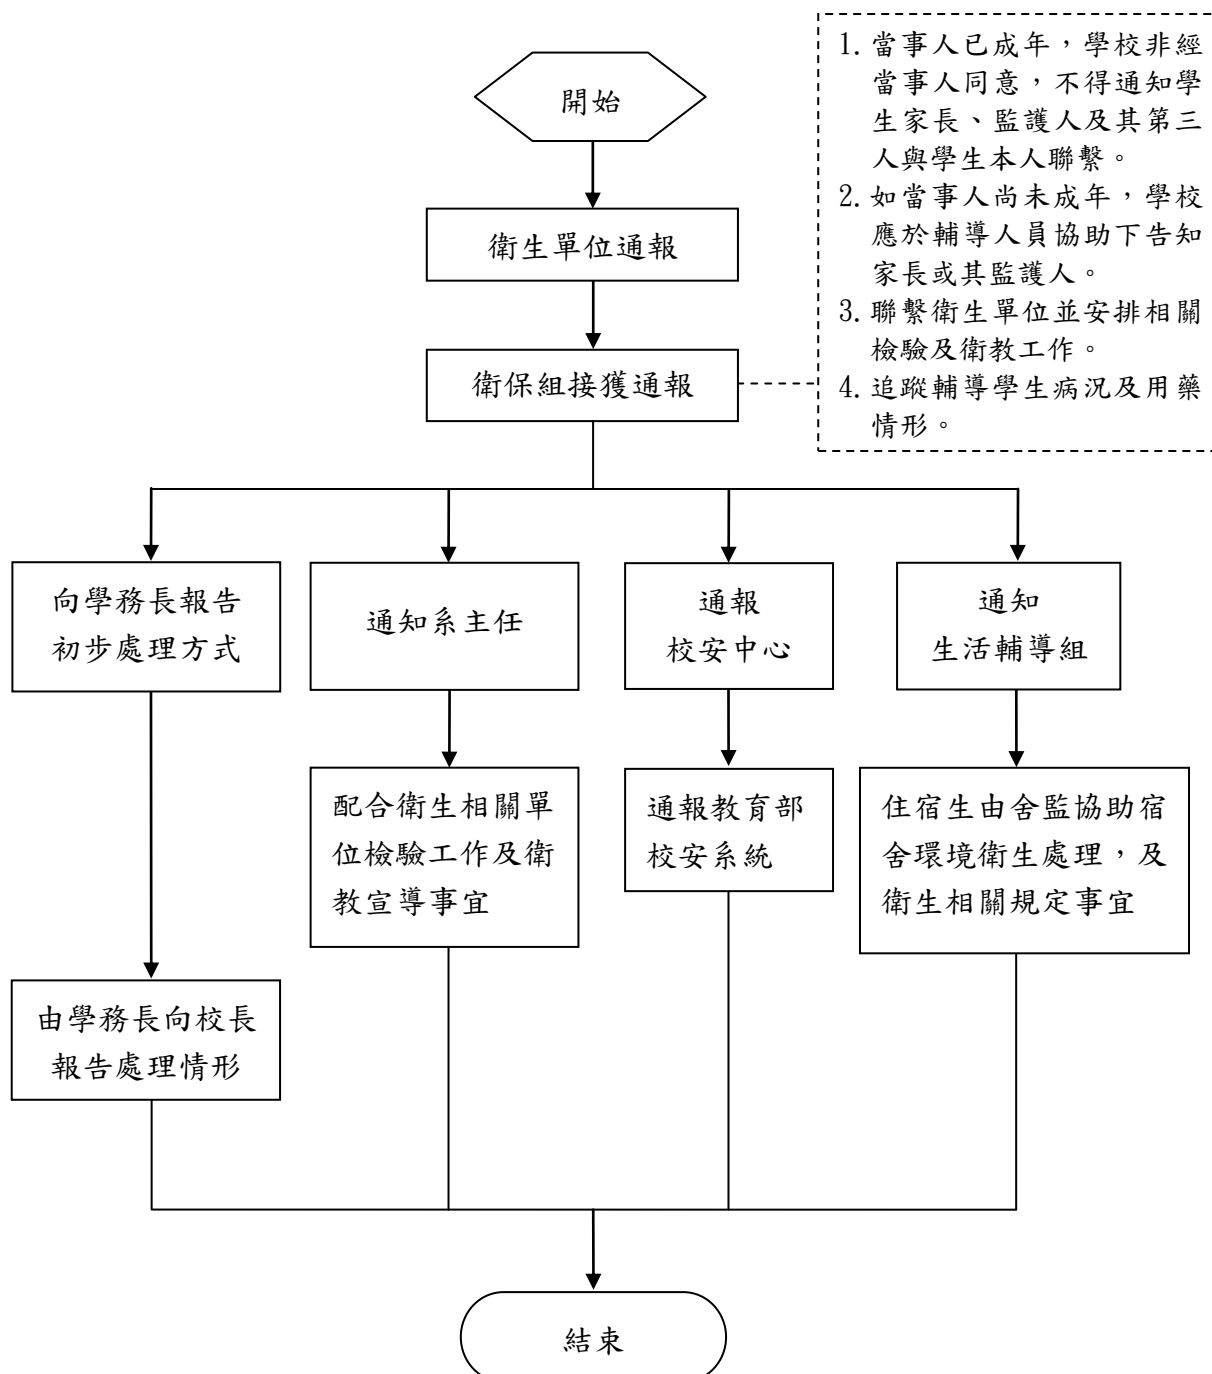 開始
衛生單位通報
衛保組接獲通報
1. 當事人已成年，學校非經
當事人同意，不得通知學
生家長、監護人及其第三
人與學生本人聯繫。
2. 如當事人尚未成年，學校
應於輔導人員協助下告知
家長或其監護人。
3. 聯繫衛生單位並安排相關
檢驗及衛教工作。
4. 追蹤輔導學生病況及用藥
情形。
向學務長報告
初步處理方式
通知系主任
通報
校安中心
通知
生活輔導組
配合衛生相關單
位檢驗工作及衛
教宣導事宜
通報教育部
校安系統
住宿生由舍監協助宿
舍環境衛生處理，及
衛生相關規定事宜
由學務長向校長
報告處理情形
結束